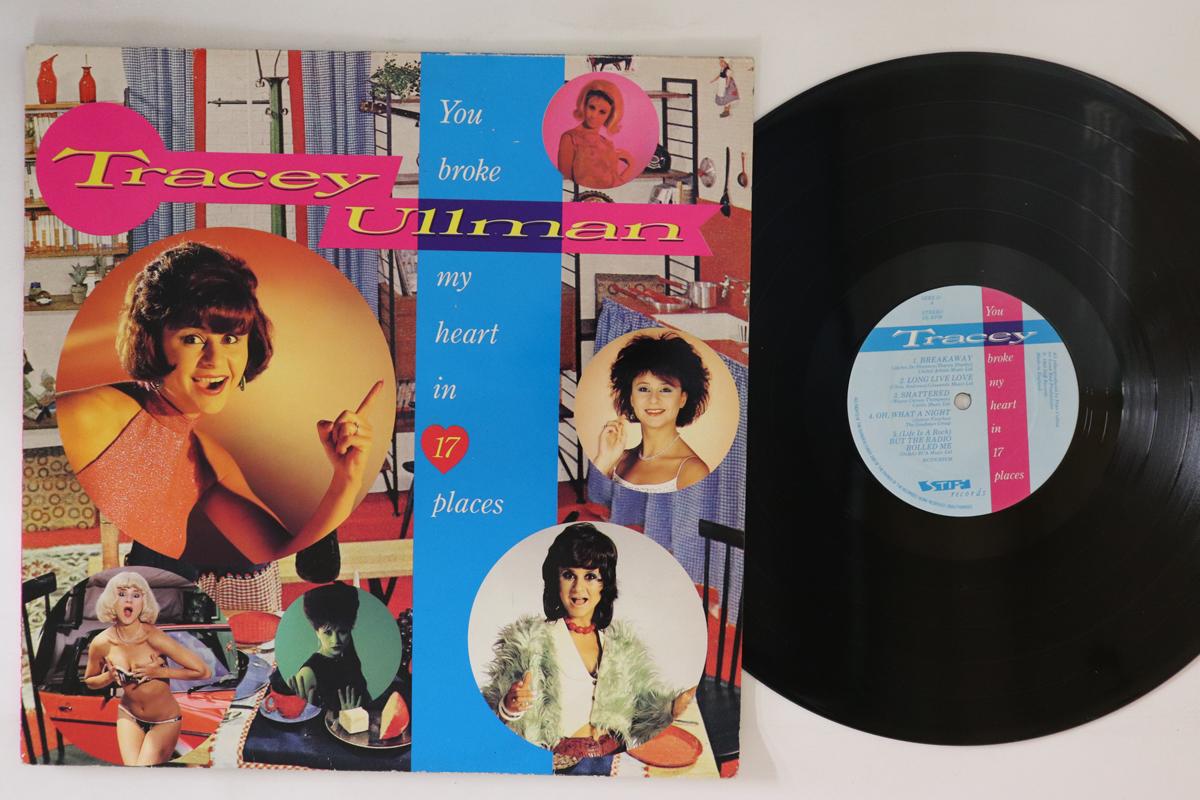 Tracey
Ullman
You
broke
my
heart
in
17
places
STEREO
Tracey
1. BREAKAWAY
2. LONG LIVE LOVE
3. SHATTERED
4. OH, WHAT A NIGHT
5. (Life Is A Rock)
BUT THE RADIO
ROLLED ME
STIFF
records
You
broke
my
heart
in
17
places